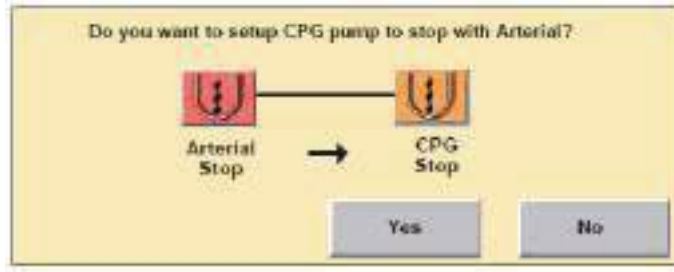 Do you want to setup CPG pump to stop with Arterial?
Arterial
Stop
CPG
Stop
Yes
No